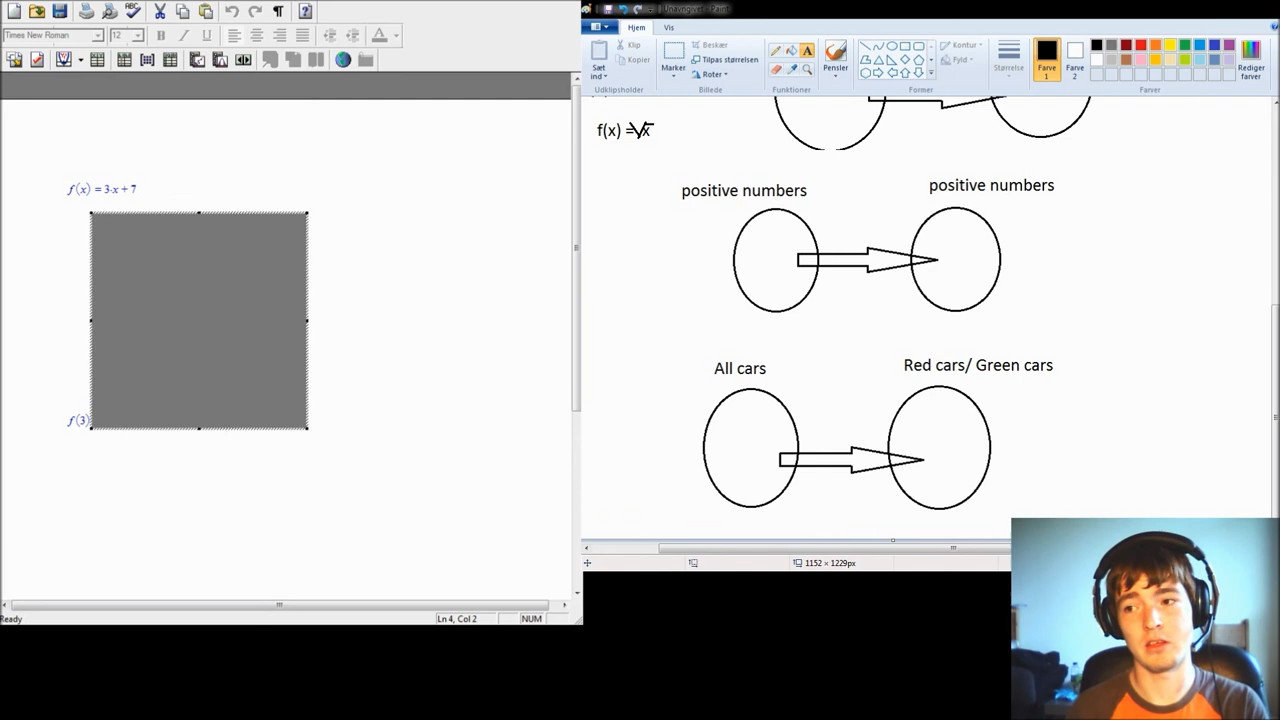 Times New Roman
12
f(x) = 3·x + 7
f(3)
Ready
Ln 4, Col 2
NUM
Unavngivet - Paint
Hjem
Vis
Sæt
ind
Klip
Kopier
Udklipsholder
Marker
Beskær
Tilpas størrelsen
Roter
Billede
A
Funktioner
Pensler
Kontur
Fyld
Former
Størrelse
Farve
1
Farve
2
Rediger
farver
Farver
f(x) =√x
positive numbers
positive numbers
All cars
Red cars/ Green cars
1152 × 1229px